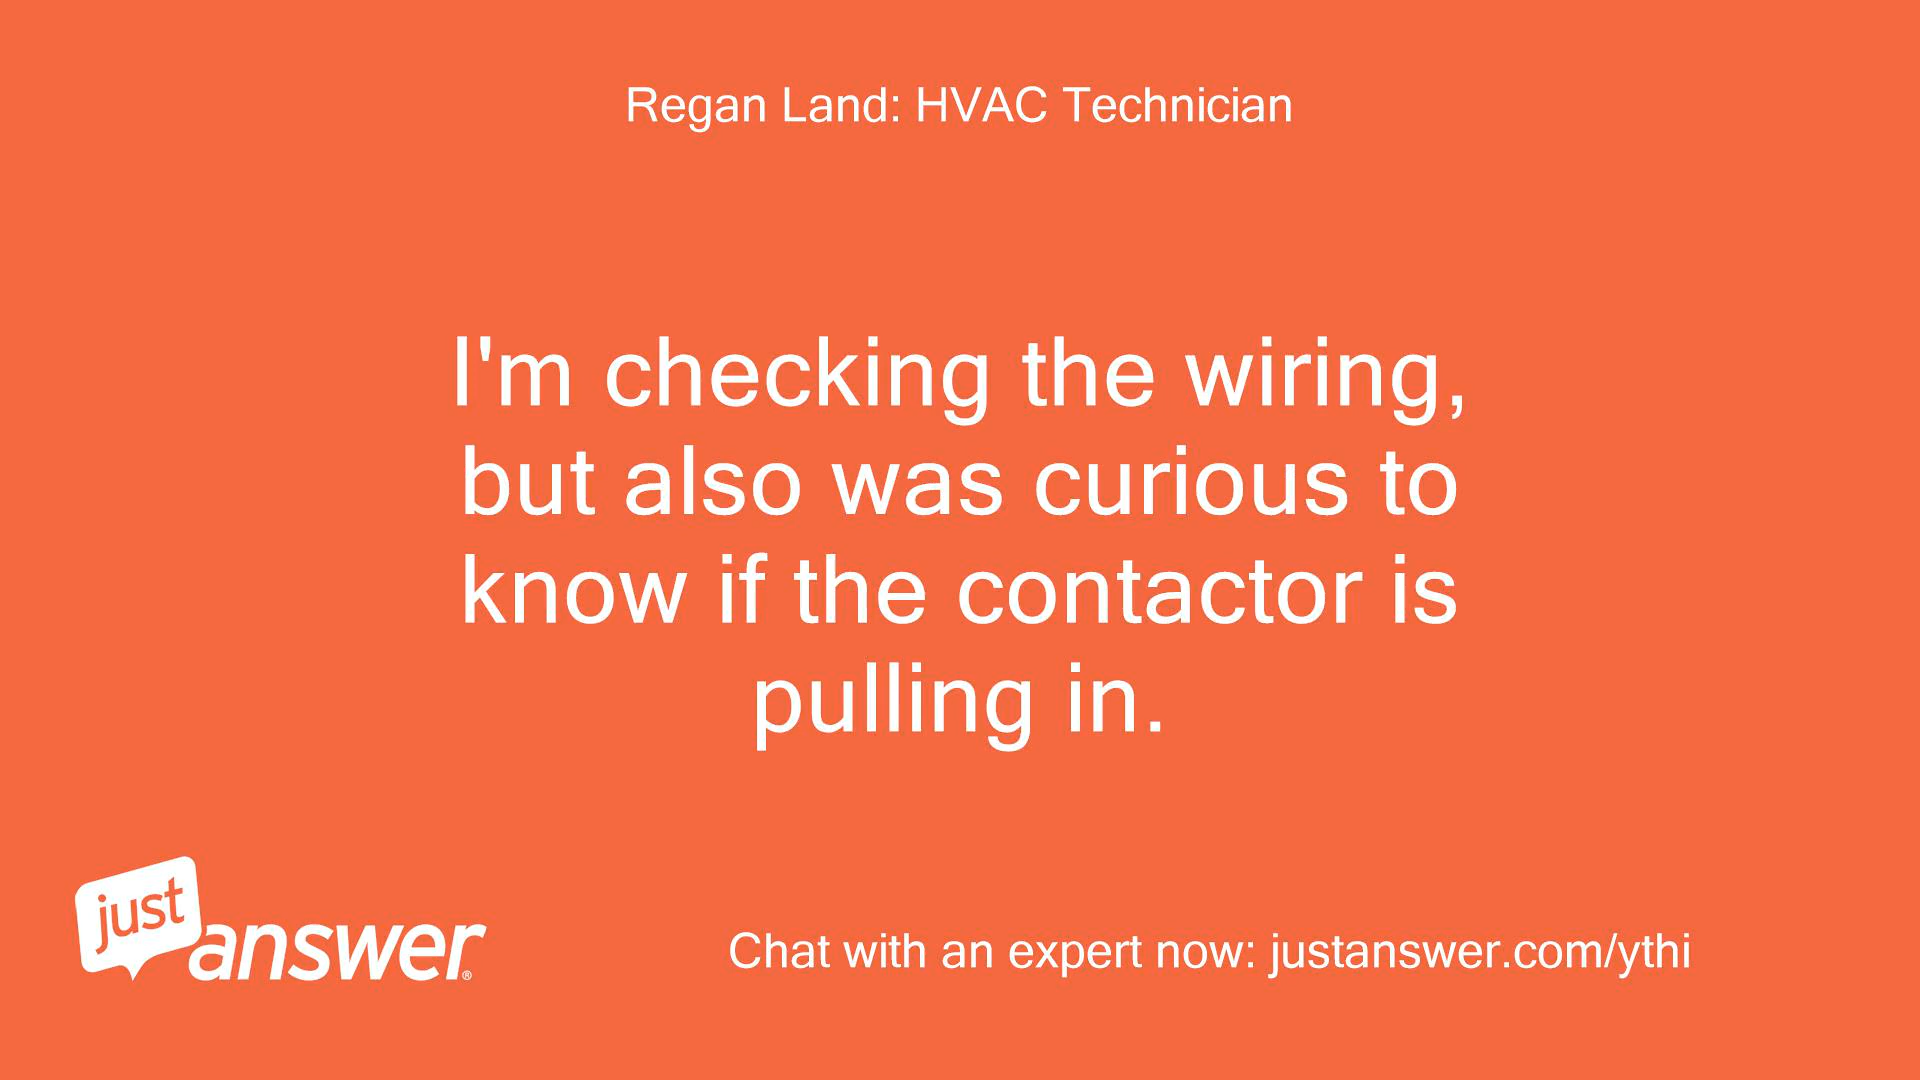 Regan Land: HVAC Technician
I'm checking the wiring,
but also was curious to
know if the contactor is
pulling in.
just
answer®
Chat with an expert now: justanswer.com/ythi